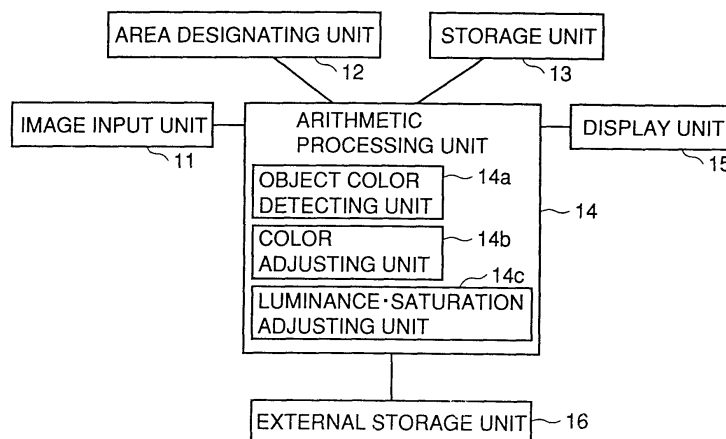 AREA DESIGNATING UNIT
12
STORAGE UNIT
13
IMAGE INPUT UNIT
11
ARITHMETIC
PROCESSING UNIT
DISPLAY UNIT
15
OBJECT COLOR
DETECTING UNIT
14a
14
COLOR
ADJUSTING UNIT
14b
14c
LUMINANCE·SATURATION
ADJUSTING UNIT
EXTERNAL STORAGE UNIT
16